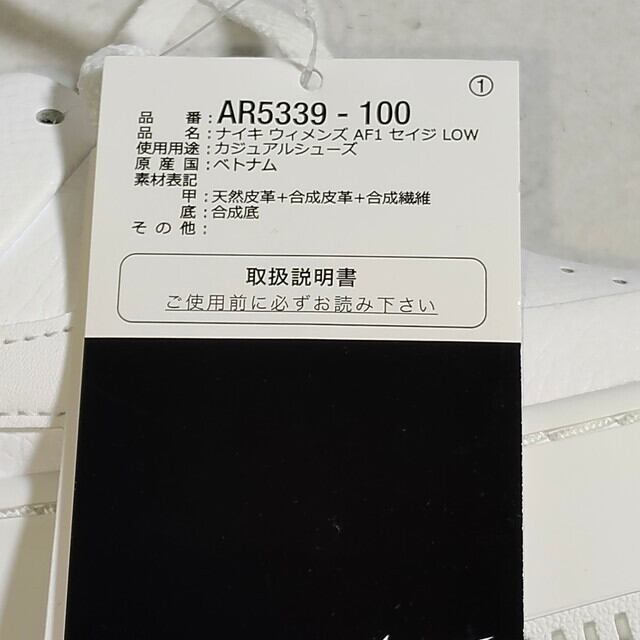 ①
品番：AR5339 - 100
品名：ナイキ ウィメンズ AF1 セイジ LOW
使用用途：カジュアルシューズ
原産国：ベトナム
素材表記
甲：天然皮革+合成皮革+合成繊維
底：合成底
その他：
取扱説明書
ご使用前に必ずお読み下さい